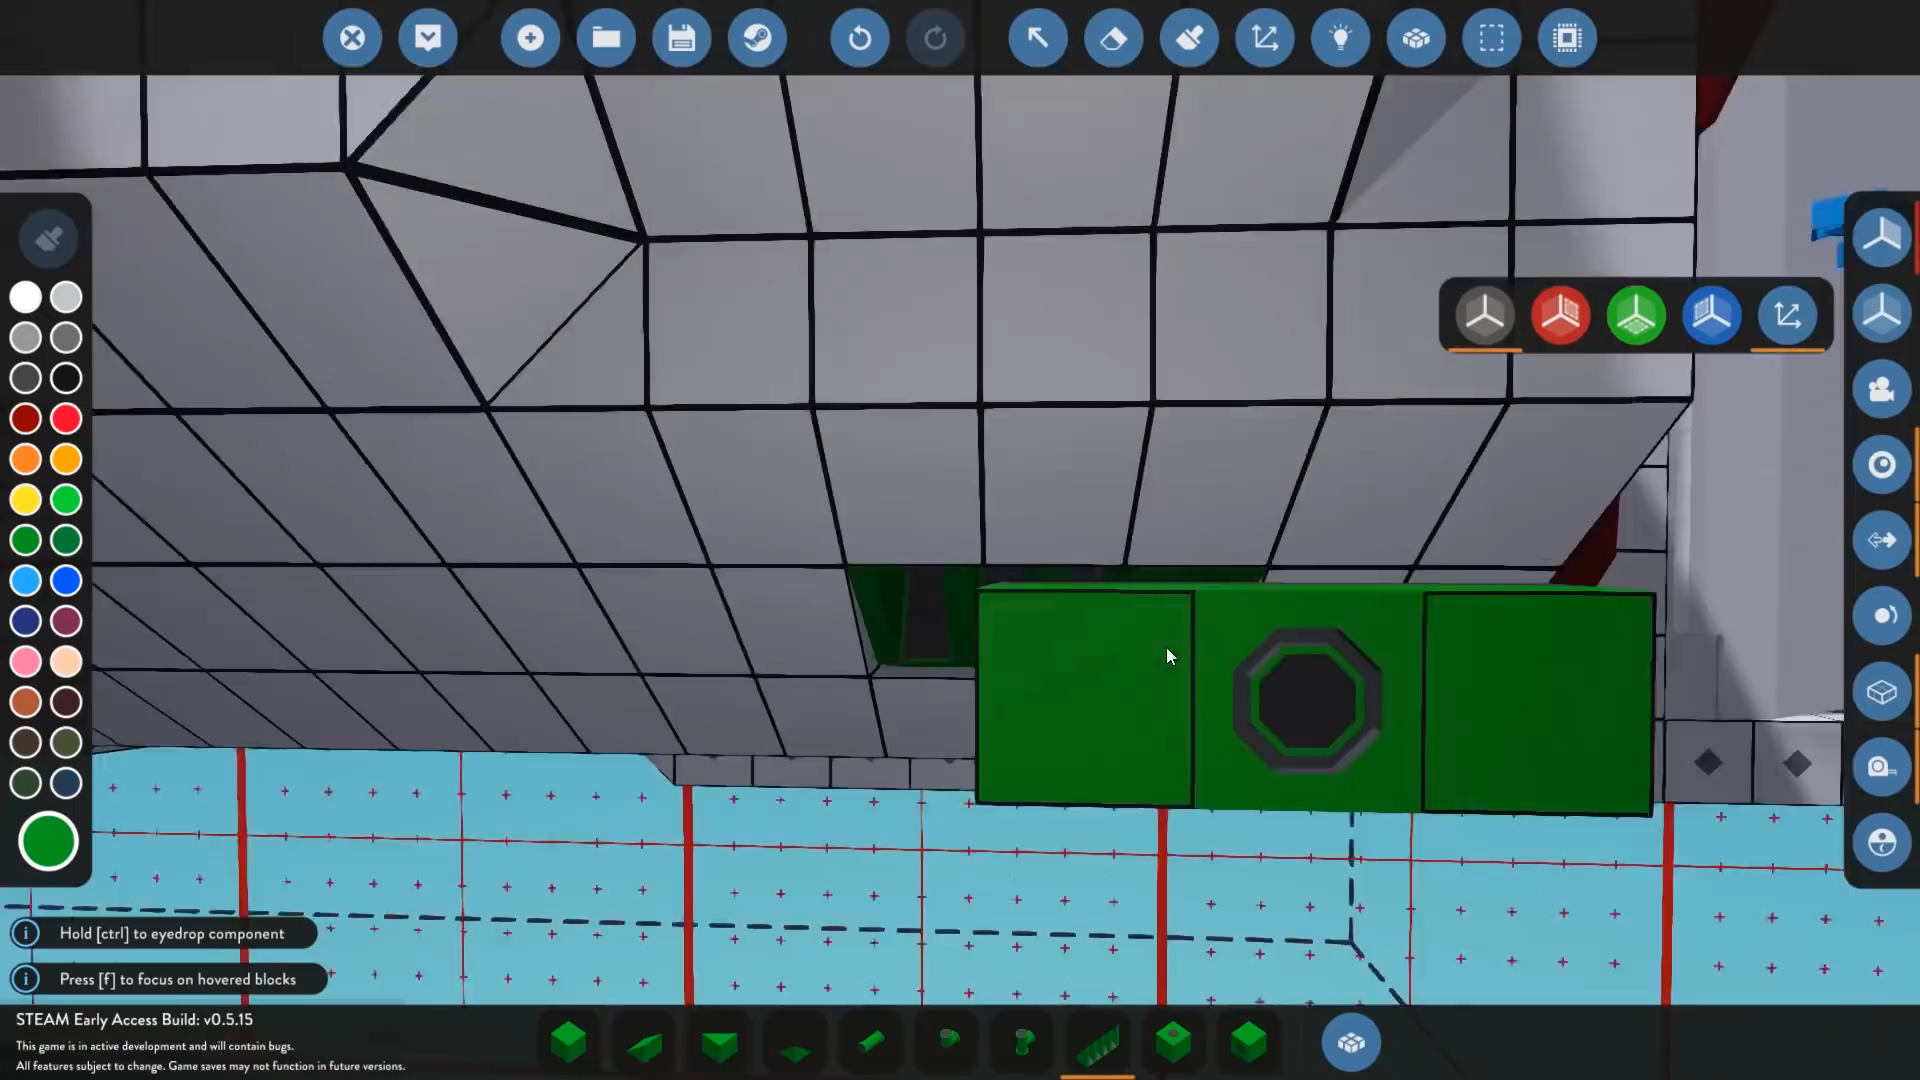 Hold [ctrl] to eyedrop component
Press [f] to focus on hovered blocks
STEAM Early Access Build: v0.5.15
This game is in active development and will contain bugs.
All features subject to change. Game saves may not function in future versions.